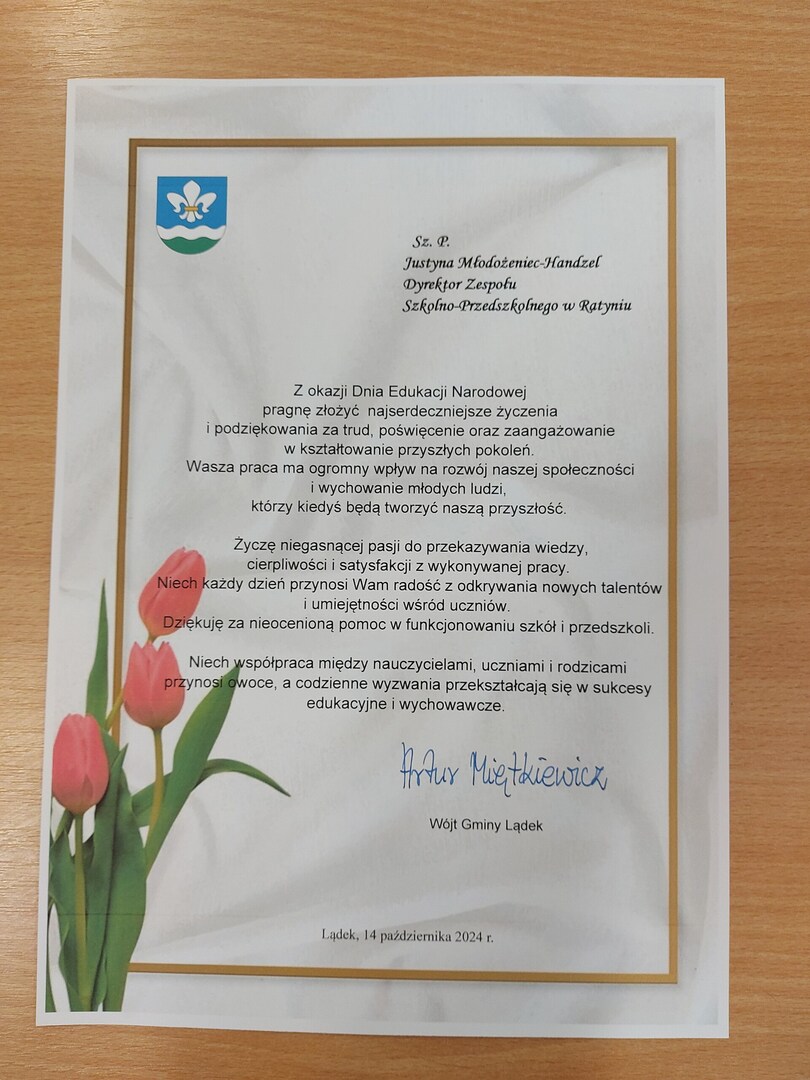 Sz. P.
Justyna Młodożeniec-Handzel
Dyrektor Zespołu
Szkolno-Przedszkolnego w Ratyniu
Z okazji Dnia Edukacji Narodowej
pragnę złożyć najserdeczniejsze życzenia
i podziękowania za trud, poświęcenie oraz zaangażowanie
w kształtowanie przyszłych pokoleń.
Wasza praca ma ogromny wpływ na rozwój naszej społeczności
i wychowanie młodych ludzi,
którzy kiedyś będą tworzyć naszą przyszłość.
Życzę niegasnącej pasji do przekazywania wiedzy,
cierpliwości i satysfakcji z wykonywanej pracy.
Niech każdy dzień przynosi Wam radość z odkrywania nowych talentów
i umiejętności wśród uczniów.
Dziękuję za nieocenioną pomoc w funkcjonowaniu szkół i przedszkoli.
Niech współpraca między nauczycielami, uczniami i rodzicami
przynosi owoce, a codzienne wyzwania przekształcają się w sukcesy
edukacyjne i wychowawcze.
Artur Miętkiewicz
Wójt Gminy Lądek
Lądek, 14 października 2024 r.